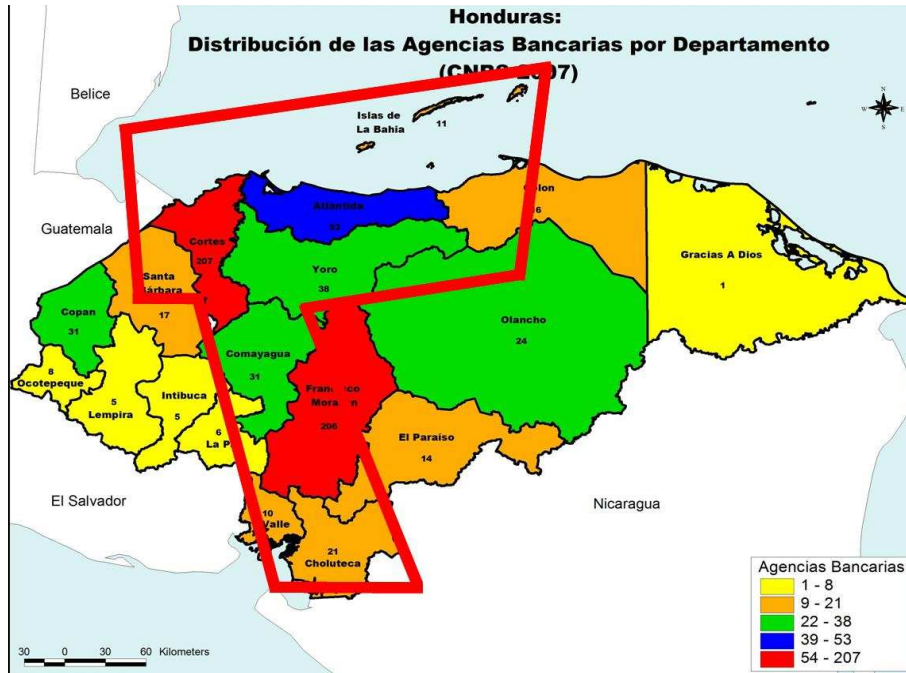 Honduras:
Distribución de las Agencias Bancarias por Departamento
Belice
N
W
E
S
Islas de
La Bahia
11
Atlantida
Colon
Guatemala
Cortes
207
Gracias A Dios
1
Santa
17
Yoro
38
Copan
31
Olancho
24
Comayagua
31
8
Ocotepeque
5
Lempira
Intibuca
5
6
206
El Paraiso
14
El Salvador
Nicaragua
10
Valle
21
Choluteca
Agencias Bancarias
1 - 8
9 - 21
22 - 38
39 - 53
54 - 207
30 0 30 60 Kilometers